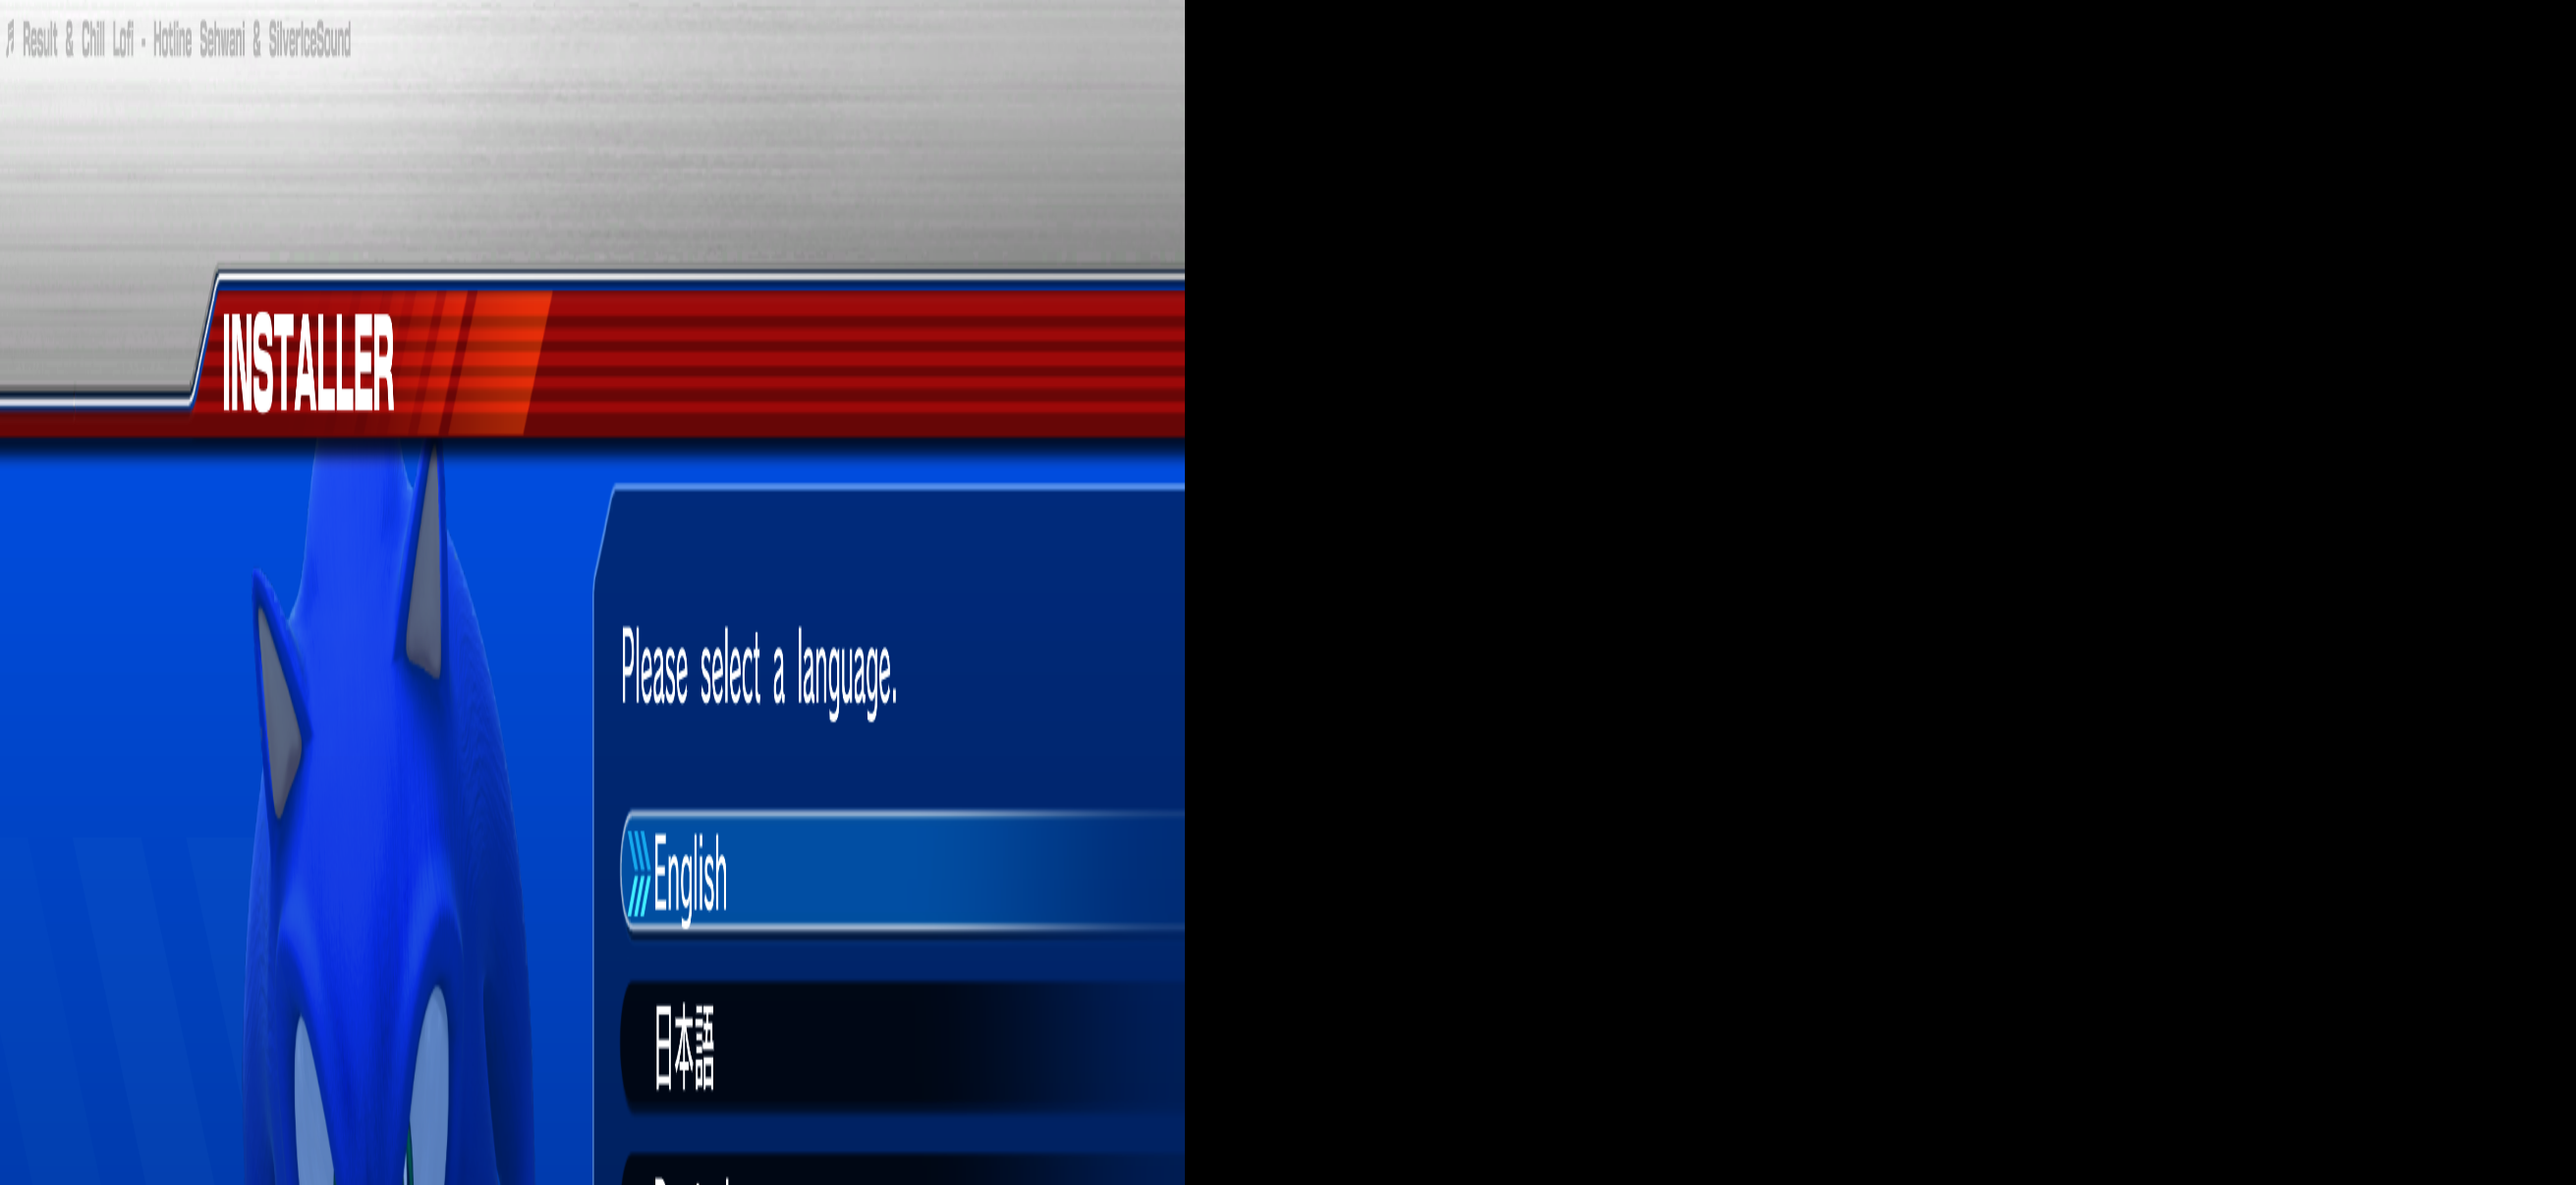 ♬ Result & Chill Lofi - Hotline Sehwani & SilverIceSound
INSTALLER
Please select a language.
English
日本語